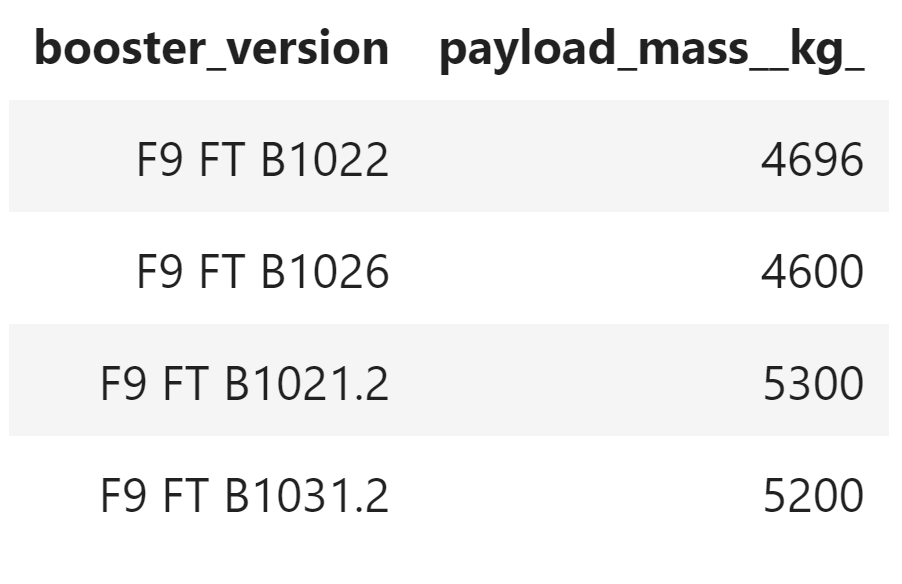 booster_version payload_mass__kg_
F9 FT B1022 4696
F9 FT B1026 4600
F9 FT B1021.2 5300
F9 FT B1031.2 5200